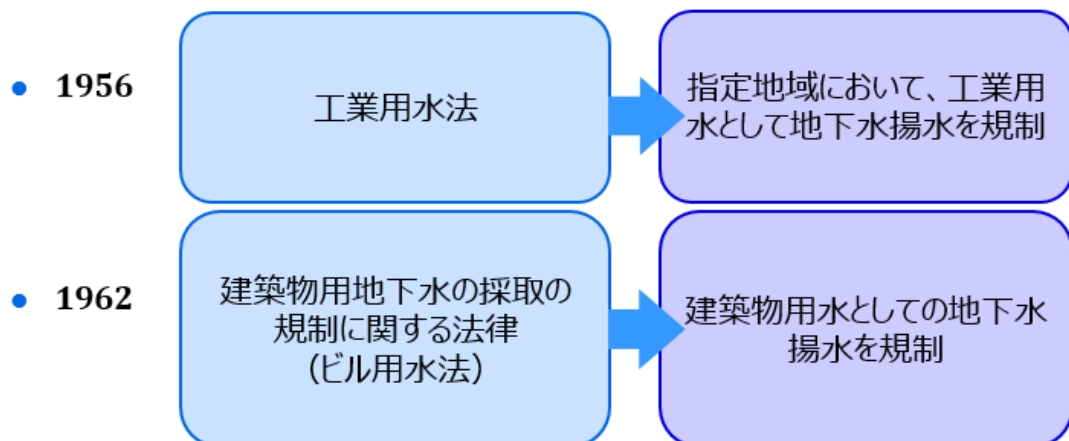 1956
工業用水法
指定地域において、工業用
水として地下水揚水を規制
1962
建築物用地下水の採取の
規制に関する法律
(ビル用水法)
建築物用水としての地下水
揚水を規制